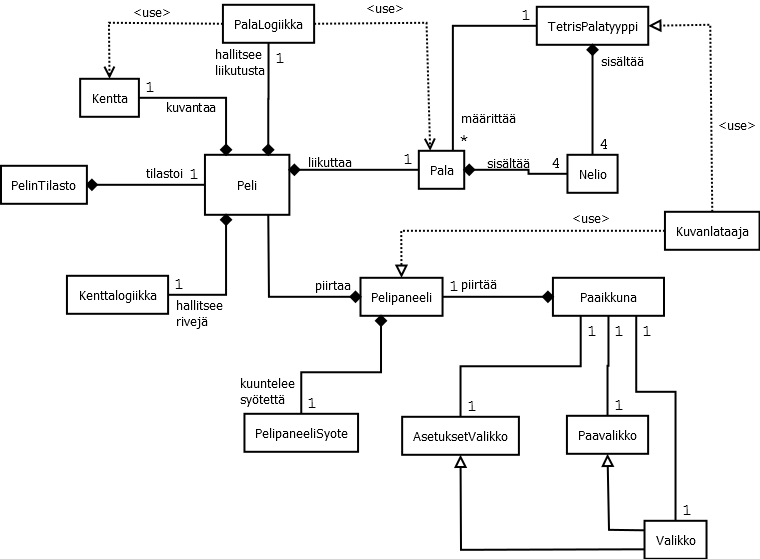 <use>
PalaLogiikka
<use>
1
TetrisPalatyyppi
hallitsee
liikutusta
1
sisältää
Kentta
1
kuvantaa
määrittää
*
<use>
4
PelinTilasto
tilastoi
1
Peli
liikuttaa
1
Pala
sisältää
4
Nelio
<use>
Kuvanlataaja
Kenttalogiikka
1
hallitsee
rivejä
piirtaa
Pelipaneeli
1
piirtää
Paaikkuna
1
1
1
kuuntelee
syötettä
1
PelipaneeliSyote
1
AsetuksetValikko
1
Paavalikko
1
Valikko